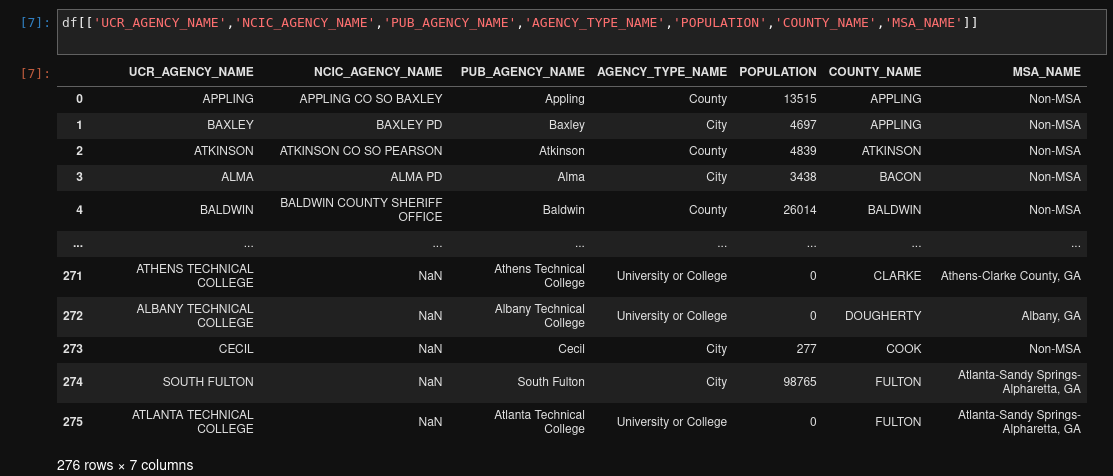 [7]: df[['UCR_AGENCY_NAME','NCIC_AGENCY_NAME','PUB_AGENCY_NAME','AGENCY_TYPE_NAME','POPULATION','COUNTY_NAME','MSA_NAME']]
[7]: UCR_AGENCY_NAME NCIC_AGENCY_NAME PUB_AGENCY_NAME AGENCY_TYPE_NAME POPULATION COUNTY_NAME MSA_NAME
0 APPLING APPLING CO SO BAXLEY Appling County 13515 APPLING Non-MSA
1 BAXLEY BAXLEY PD Baxley City 4697 APPLING Non-MSA
2 ATKINSON ATKINSON CO SO PEARSON Atkinson County 4839 ATKINSON Non-MSA
3 ALMA ALMA PD Alma City 3438 BACON Non-MSA
4 BALDWIN BALDWIN COUNTY SHERIFF OFFICE Baldwin County 26014 BALDWIN Non-MSA
... ... ... ... ... ... ... ...
271 ATHENS TECHNICAL COLLEGE NaN Athens Technical College University or College 0 CLARKE Athens-Clarke County, GA
272 ALBANY TECHNICAL COLLEGE NaN Albany Technical College University or College 0 DOUGHERTY Albany, GA
273 CECIL NaN Cecil City 277 COOK Non-MSA
274 SOUTH FULTON NaN South Fulton City 98765 FULTON Atlanta-Sandy Springs-Alpharetta, GA
275 ATLANTA TECHNICAL COLLEGE NaN Atlanta Technical College University or College 0 FULTON Atlanta-Sandy Springs-Alpharetta, GA
276 rows × 7 columns